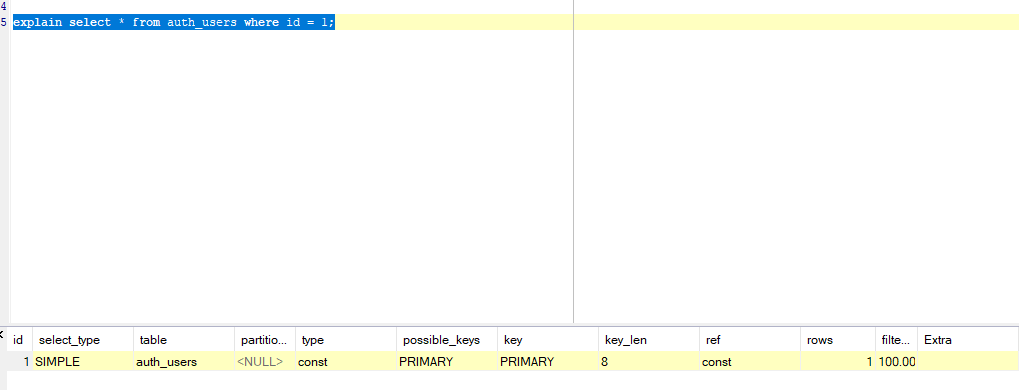 4
5 explain select * from auth_users where id = 1;
id select_type table partitio... type possible_keys key key_len ref rows filte... Extra
1 SIMPLE auth_users <NULL> const PRIMARY PRIMARY 8 const 1 100.00